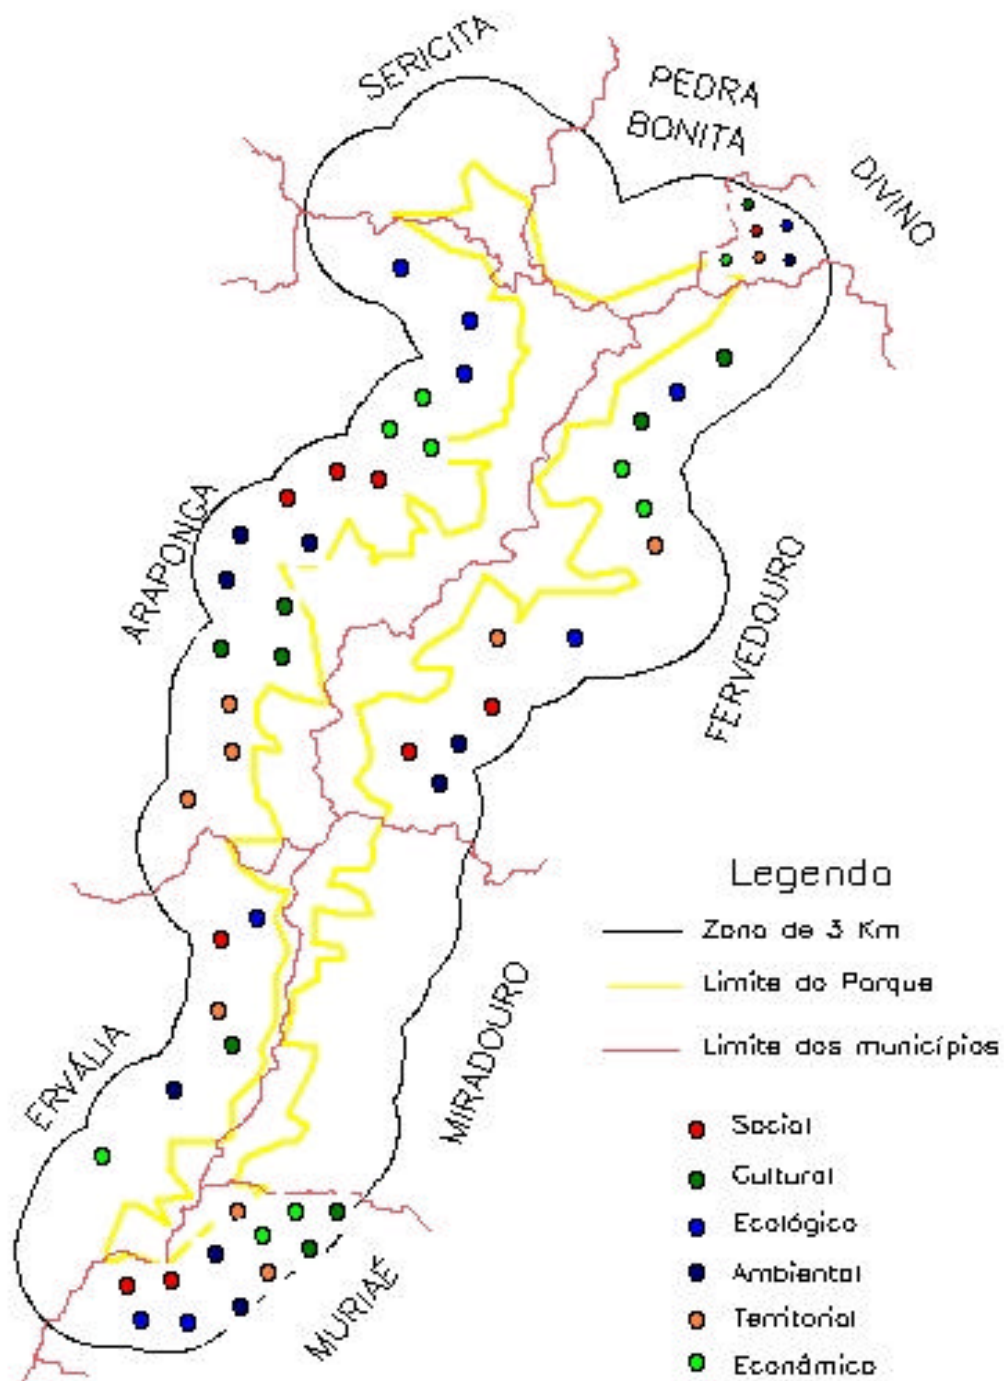 SERICITA
PEDRA
BONITA
DIVINO
ARAPONGA
FERVEDOURO
ERVÁLIA
MIRADOURO
MURIAÉ
Legenda
Zona de 3 Km
Limite do Parque
Limite dos municípios
Social
Cultural
Ecológico
Ambiental
Territorial
Econâmico